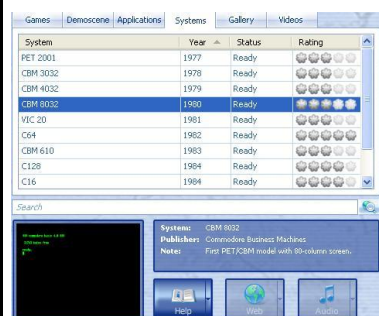 Games Demoscene Applications Systems Gallery Videos
System Year Status Rating
PET 2001 1977 Ready
CBM 3032 1978 Ready
CBM 4032 1979 Ready
CBM 8032 1980 Ready
VIC 20 1981 Ready
C64 1982 Ready
CBM 610 1983 Ready
C128 1984 Ready
C16 1984 Ready
Search
System: CBM 8032
Publisher: Commodore Business Machines
Note: First PET/CBM model with 80-column screen.
Help Web Audio